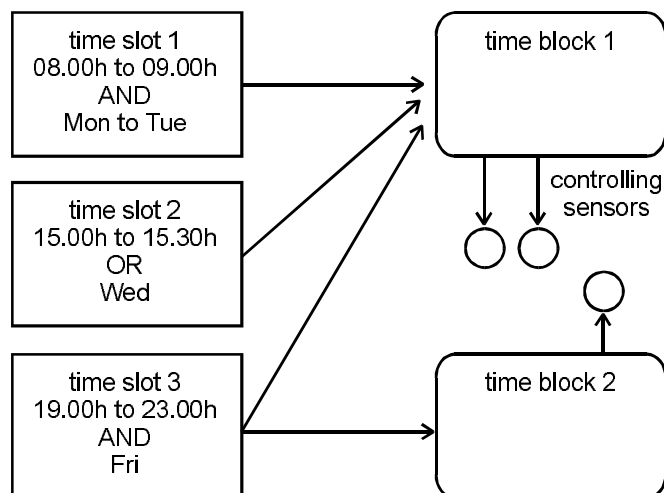 time slot 1
08.00h to 09.00h
AND
Mon to Tue
time block 1
controlling
sensors
time slot 2
15.00h to 15.30h
OR
Wed
time slot 3
19.00h to 23.00h
AND
Fri
time block 2